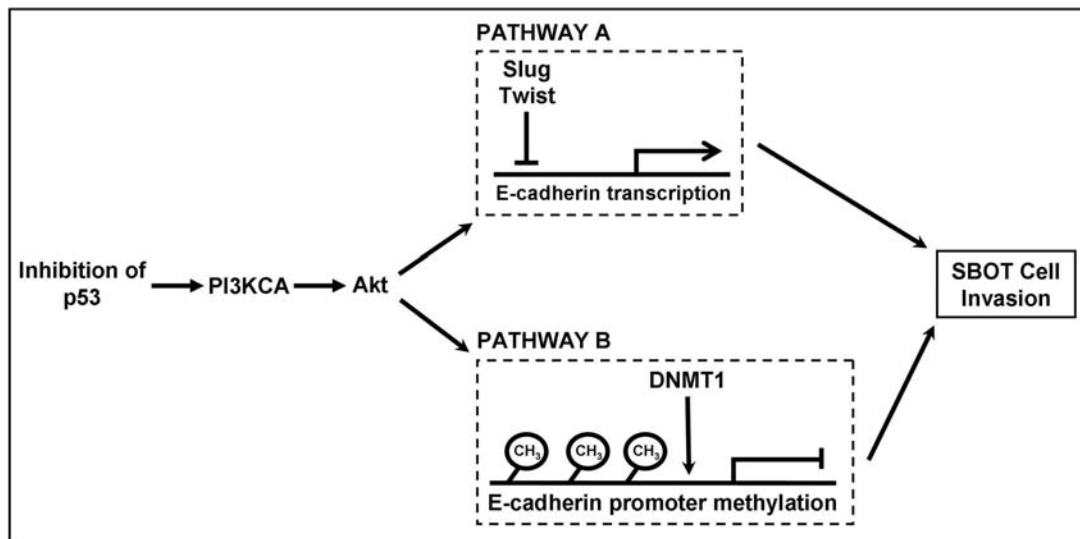 PATHWAY A
Slug
Twist
E-cadherin transcription
Inhibition of
p53
PI3KCA
Akt
SBOT Cell
Invasion
PATHWAY B
DNMT1
CH3
CH3
CH3
E-cadherin promoter methylation